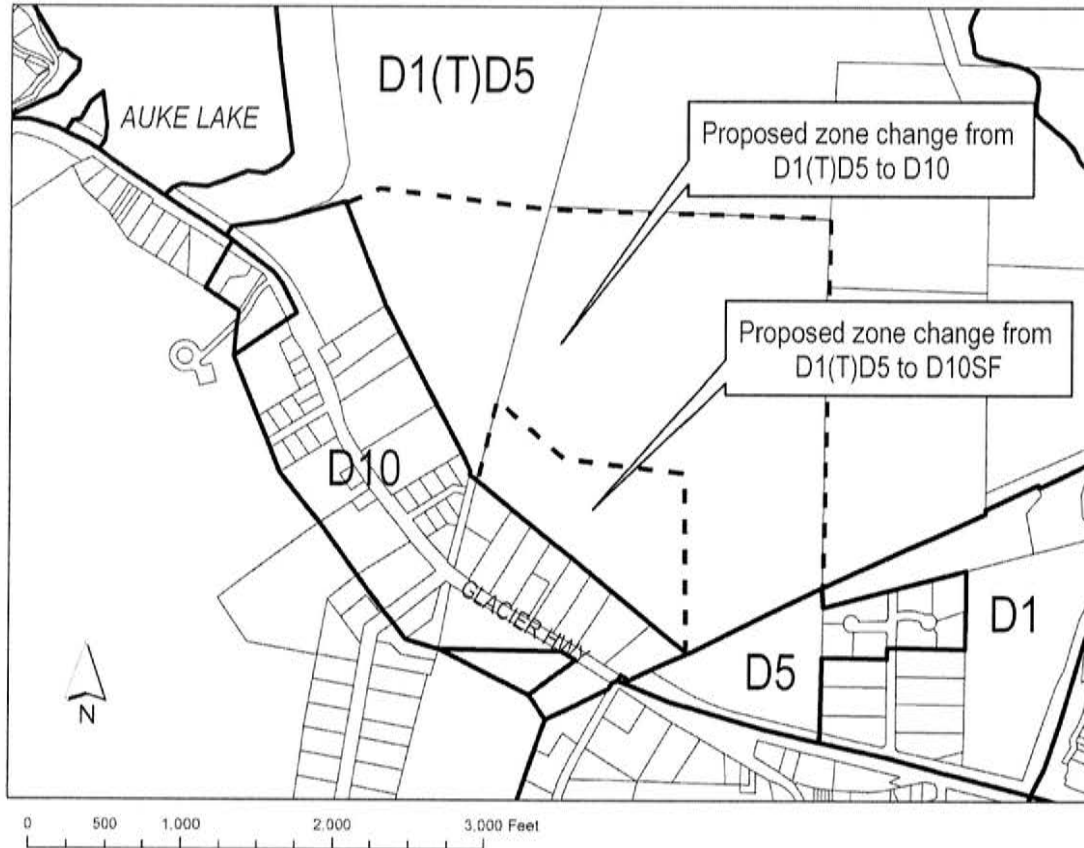 D1(T)D5
AUKE LAKE
Proposed zone change from
D1(T)D5 to D10
Proposed zone change from
D1(T)D5 to D10SF
D10
GLACIER HWY
D1
D5
N
0 500 1,000 2,000 3,000 Feet